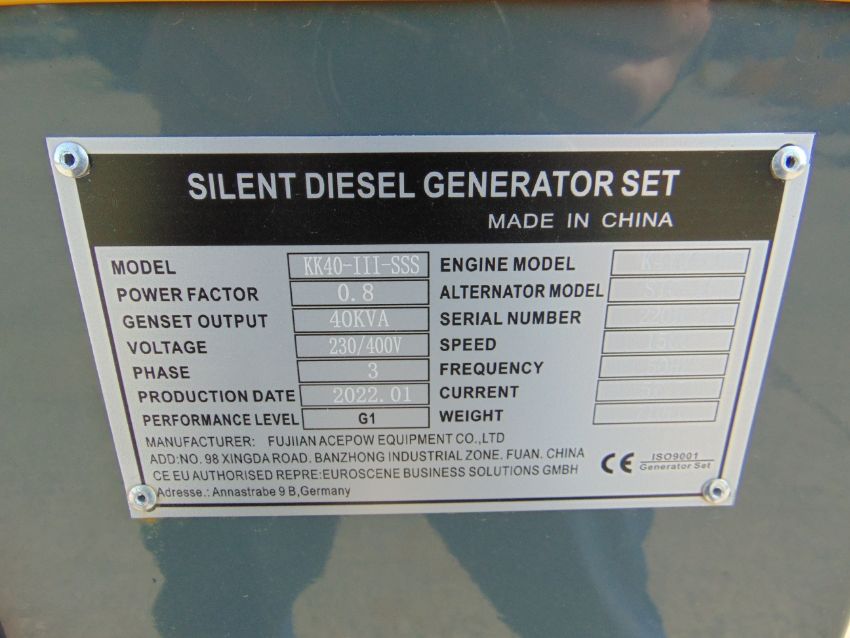 SILENT DIESEL GENERATOR SET
MADE IN CHINA
MODEL KK40-III-SSS
POWER FACTOR 0.8
GENSET OUTPUT 40KVA
VOLTAGE 230/400V
PHASE 3
PRODUCTION DATE 2022.01
PERFORMANCE LEVEL G1
ENGINE MODEL
ALTERNATOR MODEL
SERIAL NUMBER
SPEED
FREQUENCY
CURRENT
WEIGHT
MANUFACTURER: FUJIIAN ACEPOW EQUIPMENT CO.,LTD
ADD:NO. 98 XINGDA ROAD. BANZHONG INDUSTRIAL ZONE. FUAN. CHINA
CE EU AUTHORISED REPRE:EUROSCENE BUSINESS SOLUTIONS GMBH
Adresse.: Annastrabe 9 B,Germany
CE
ISO9001
Generator Set